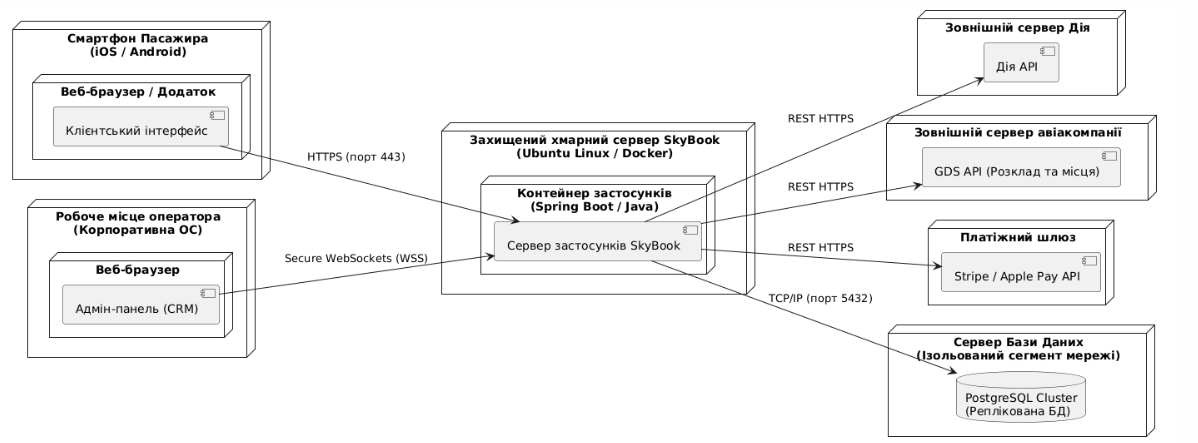 Смартфон Пасажира
(iOS / Android)
Веб-браузер / Додаток
Клієнтський інтерфейс
HTTPS (порт 443)
Робоче місце оператора
(Корпоративна ОС)
Веб-браузер
Адмін-панель (CRM)
Secure WebSockets (WSS)
Захищений хмарний сервер SkyBook
(Ubuntu Linux / Docker)
Контейнер застосунків
(Spring Boot / Java)
Сервер застосунків SkyBook
REST HTTPS
REST HTTPS
REST HTTPS
TCP/IP (порт 5432)
Зовнішній сервер Дія
Дія API
Зовнішній сервер авіакомпанії
GDS API (Розклад та місця)
Платіжний шлюз
Stripe / Apple Pay API
Сервер Бази Даних
(Ізольований сегмент мережі)
PostgreSQL Cluster
(Реплікована БД)